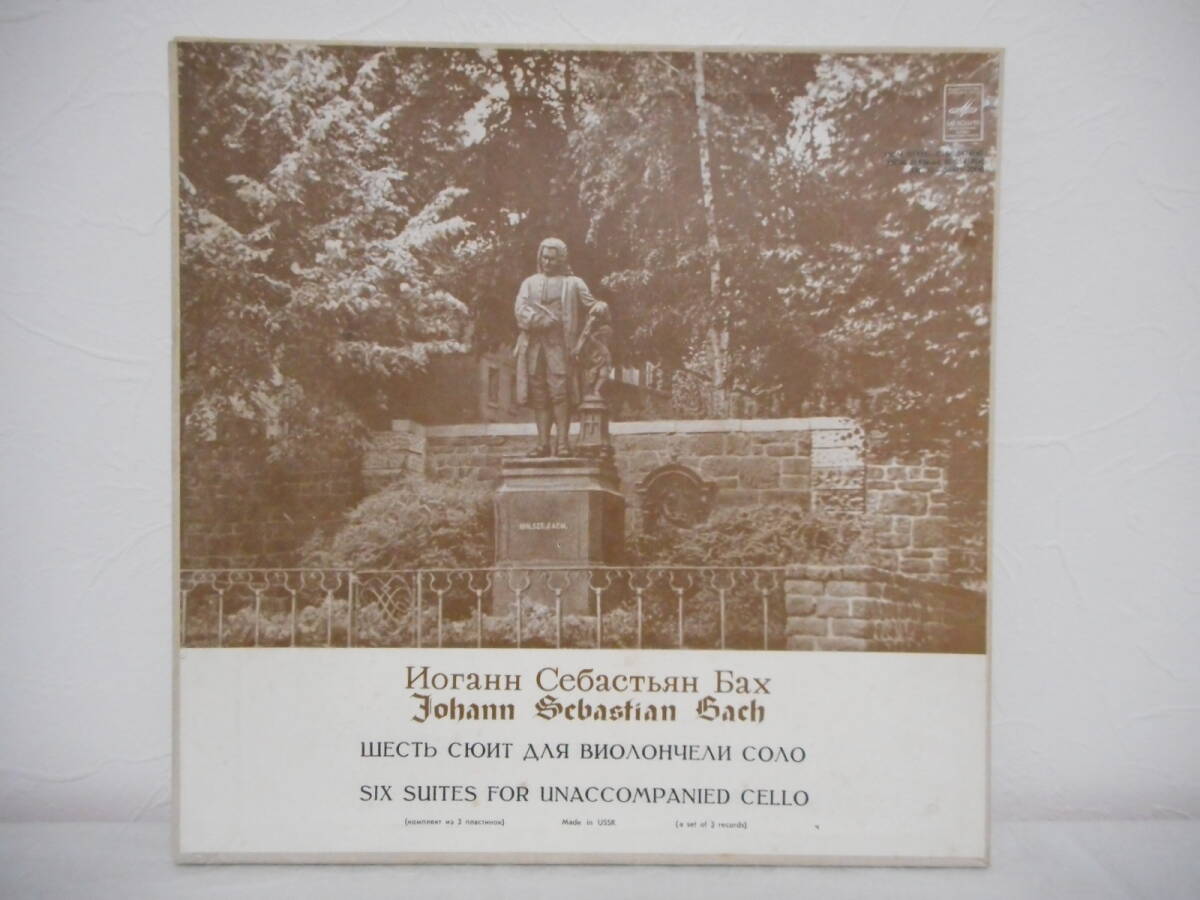 Иоганн Себастьян Бах
Johann Sebastian Bach
ШЕСТЬ СЮИТ ДЛЯ ВИОЛОНЧЕЛИ СОЛО
SIX SUITES FOR UNACCOMPANIED CELLO
(комплект из 3 пластинок) Made in USSR (a set of 3 records)